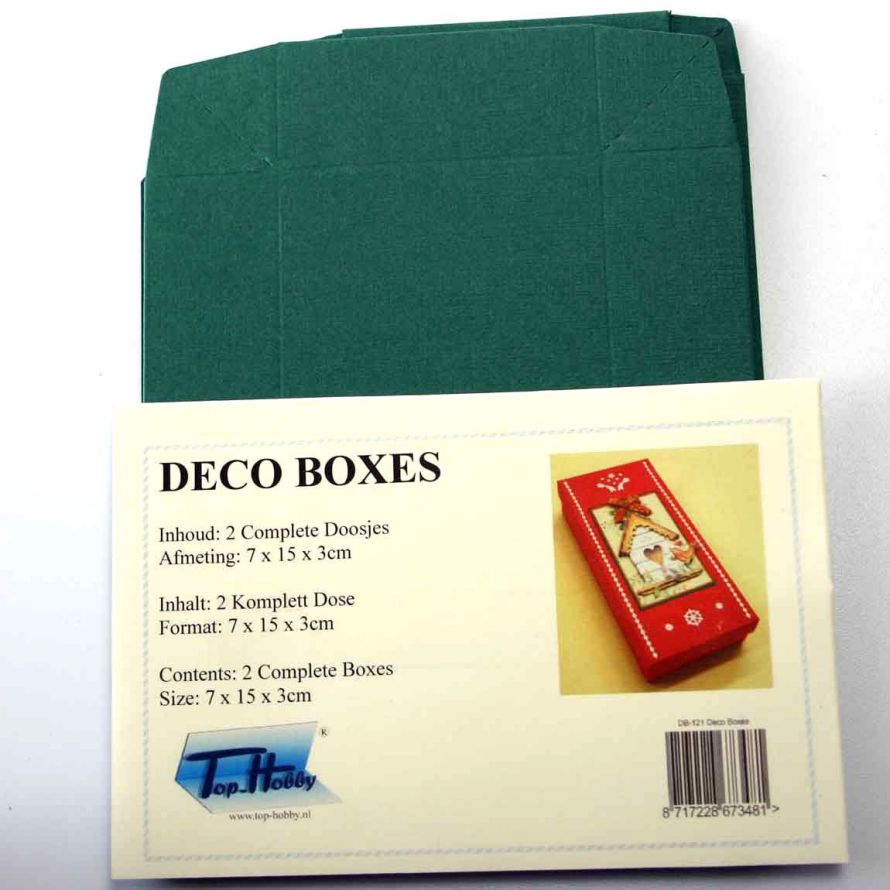 DECO BOXES
Inhoud: 2 Complete Doosjes
Afmeting: 7 x 15 x 3cm
Inhalt: 2 Komplett Dose
Format: 7 x 15 x 3cm
Contents: 2 Complete Boxes
Size: 7 x 15 x 3cm
Top-Hobby ®
www.top-hobby.nl
DB-121 Deco Boxes
8 717228 673481 >